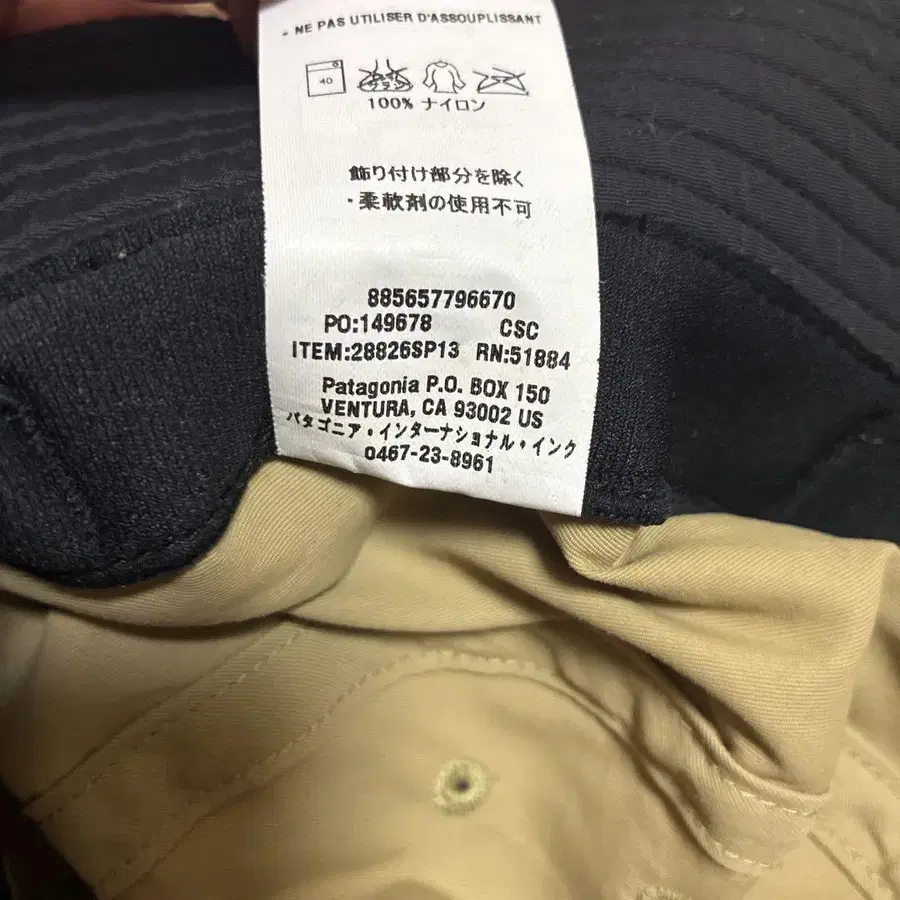 - NE PAS UTILISER D'ASSOUPLISSANT
40
100% ナイロン
飾り付け部分を除く
・柔軟剤の使用不可
885657796670
PO:149678 CSC
ITEM:28826SP13 RN:51884
Patagonia P.O. BOX 150
VENTURA, CA 93002 US
パタゴニア・インターナショナル・インク
0467-23-8961